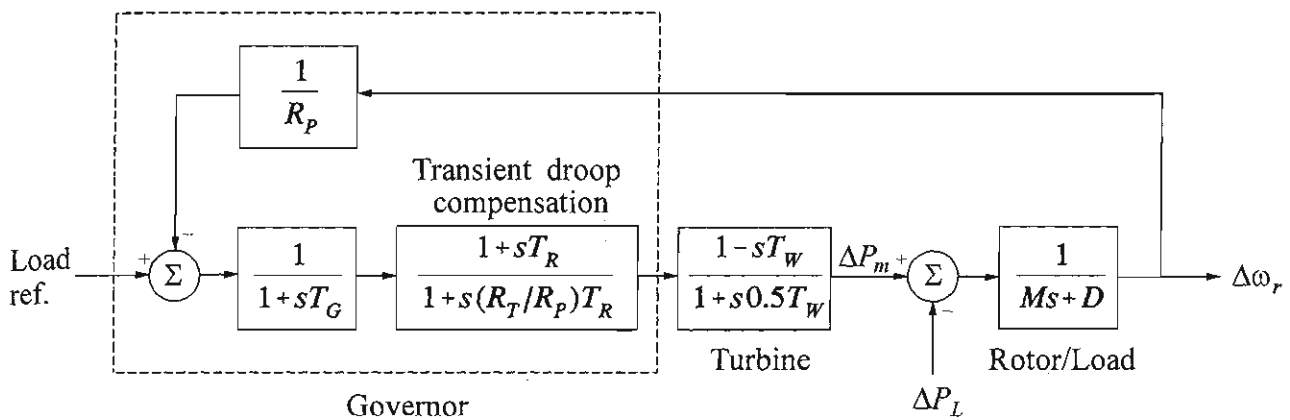 1
R_P
Transient droop
compensation
Load
ref.
+
-
Σ
1
1+sT_G
1+sT_R
1+s(R_T/R_P)T_R
1-sT_W
1+s0.5T_W
ΔP_m
+
-
Σ
1
Ms+D
Δω_r
Turbine
Rotor/Load
ΔP_L
Governor